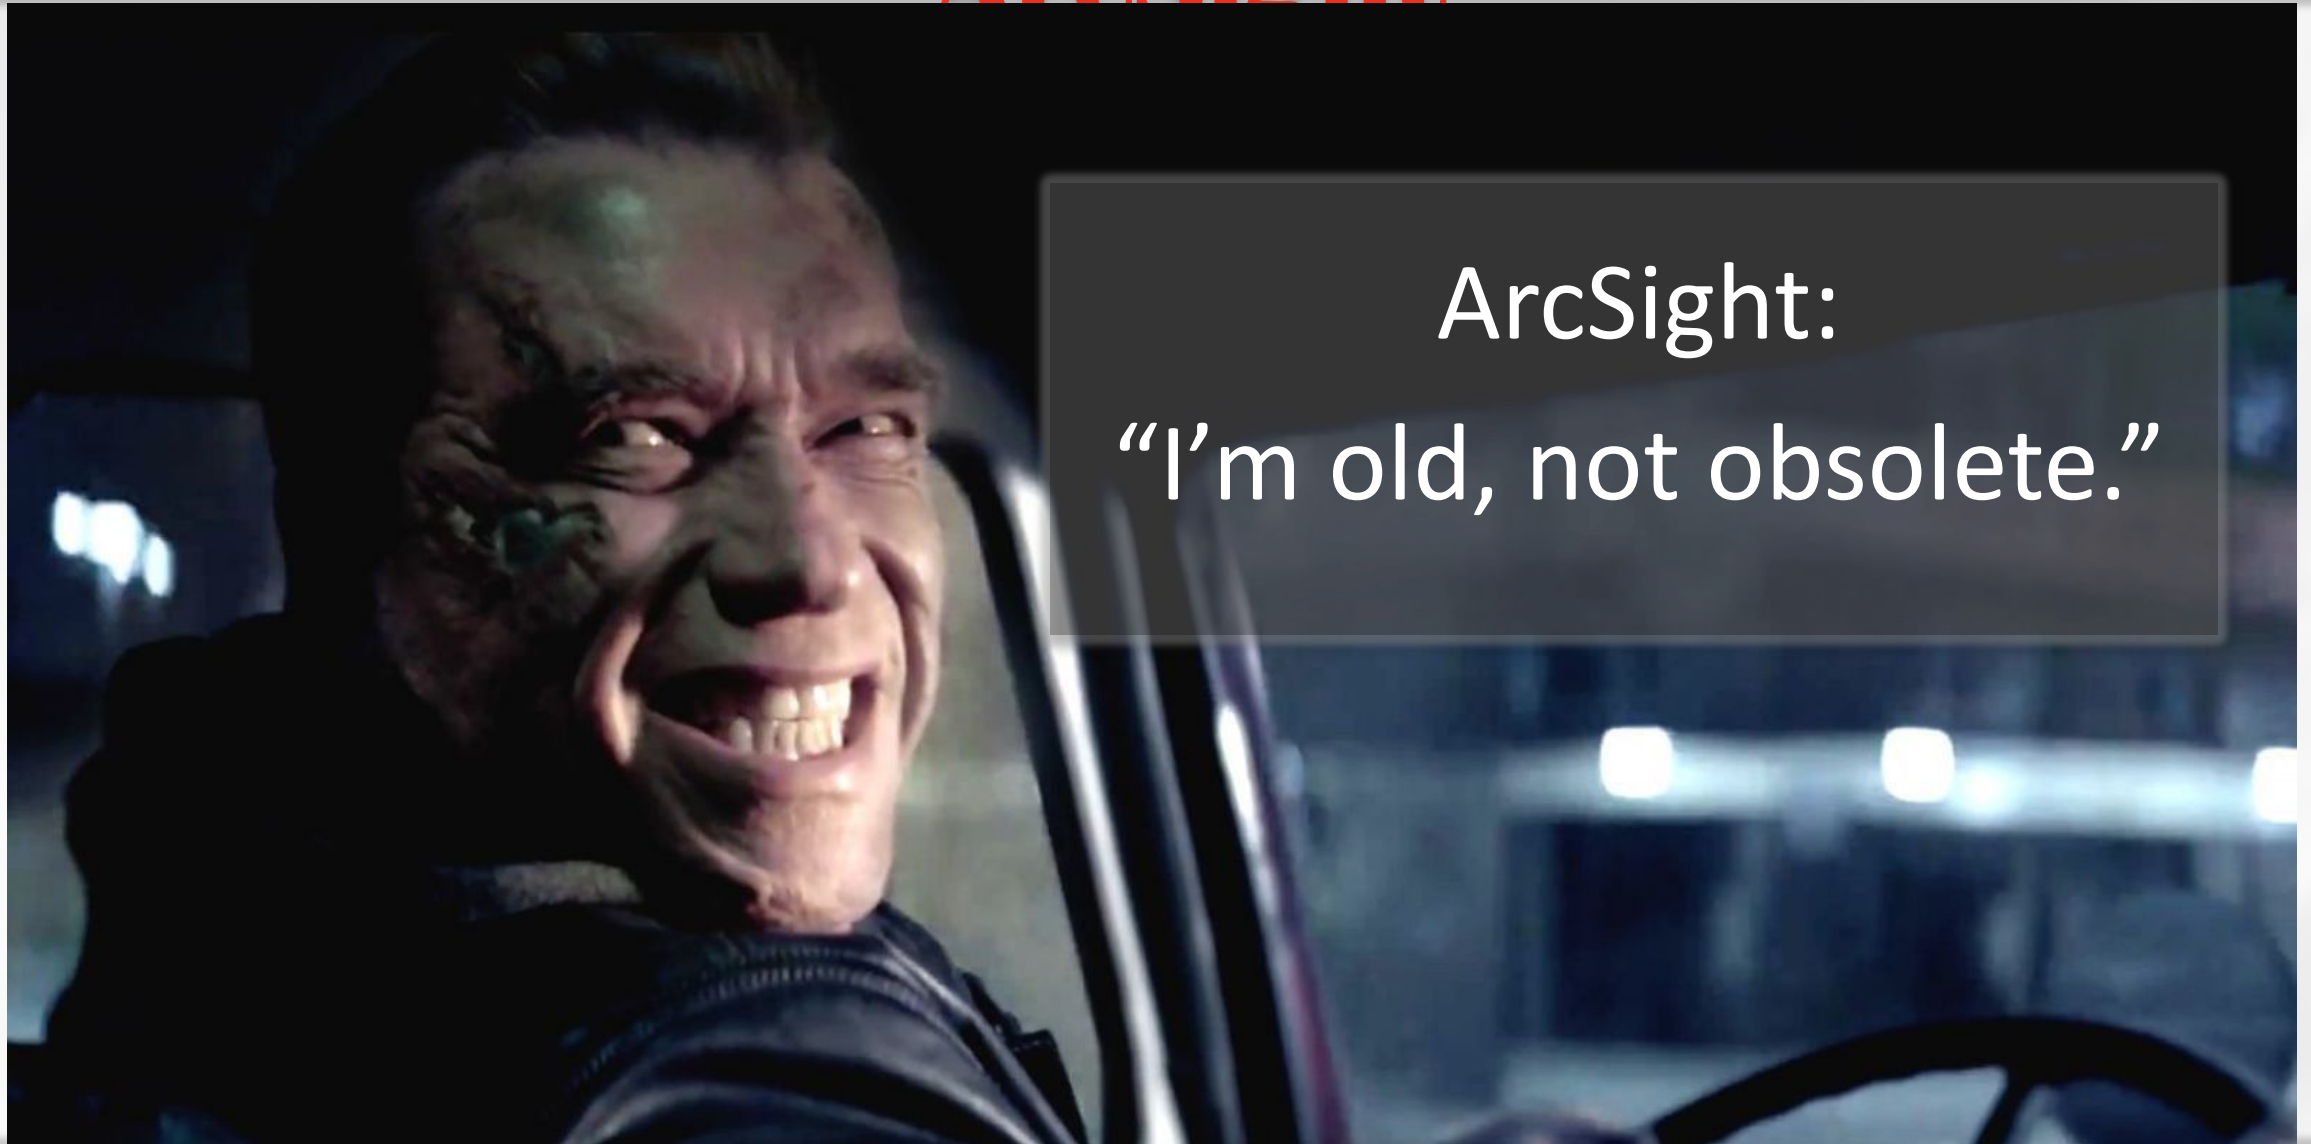 ArcSight:
“I’m old, not obsolete.”